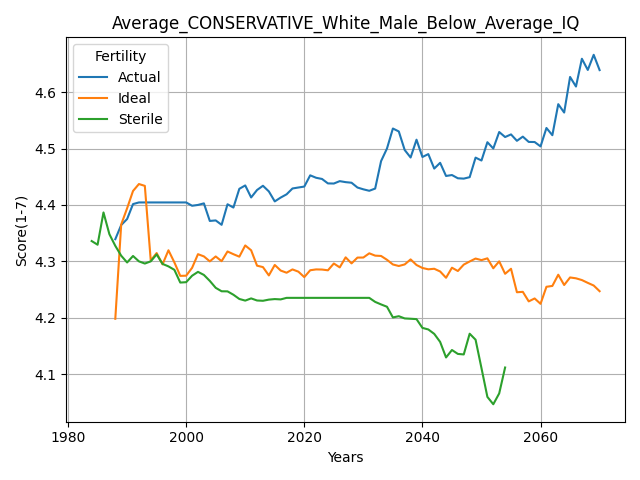 Average_CONSERVATIVE_White_Male_Below_Average_IQ
Fertility
Actual
Ideal
Sterile
Score(1-7)
4.6
4.5
4.4
4.3
4.2
4.1
1980
2000
2020
2040
2060
Years